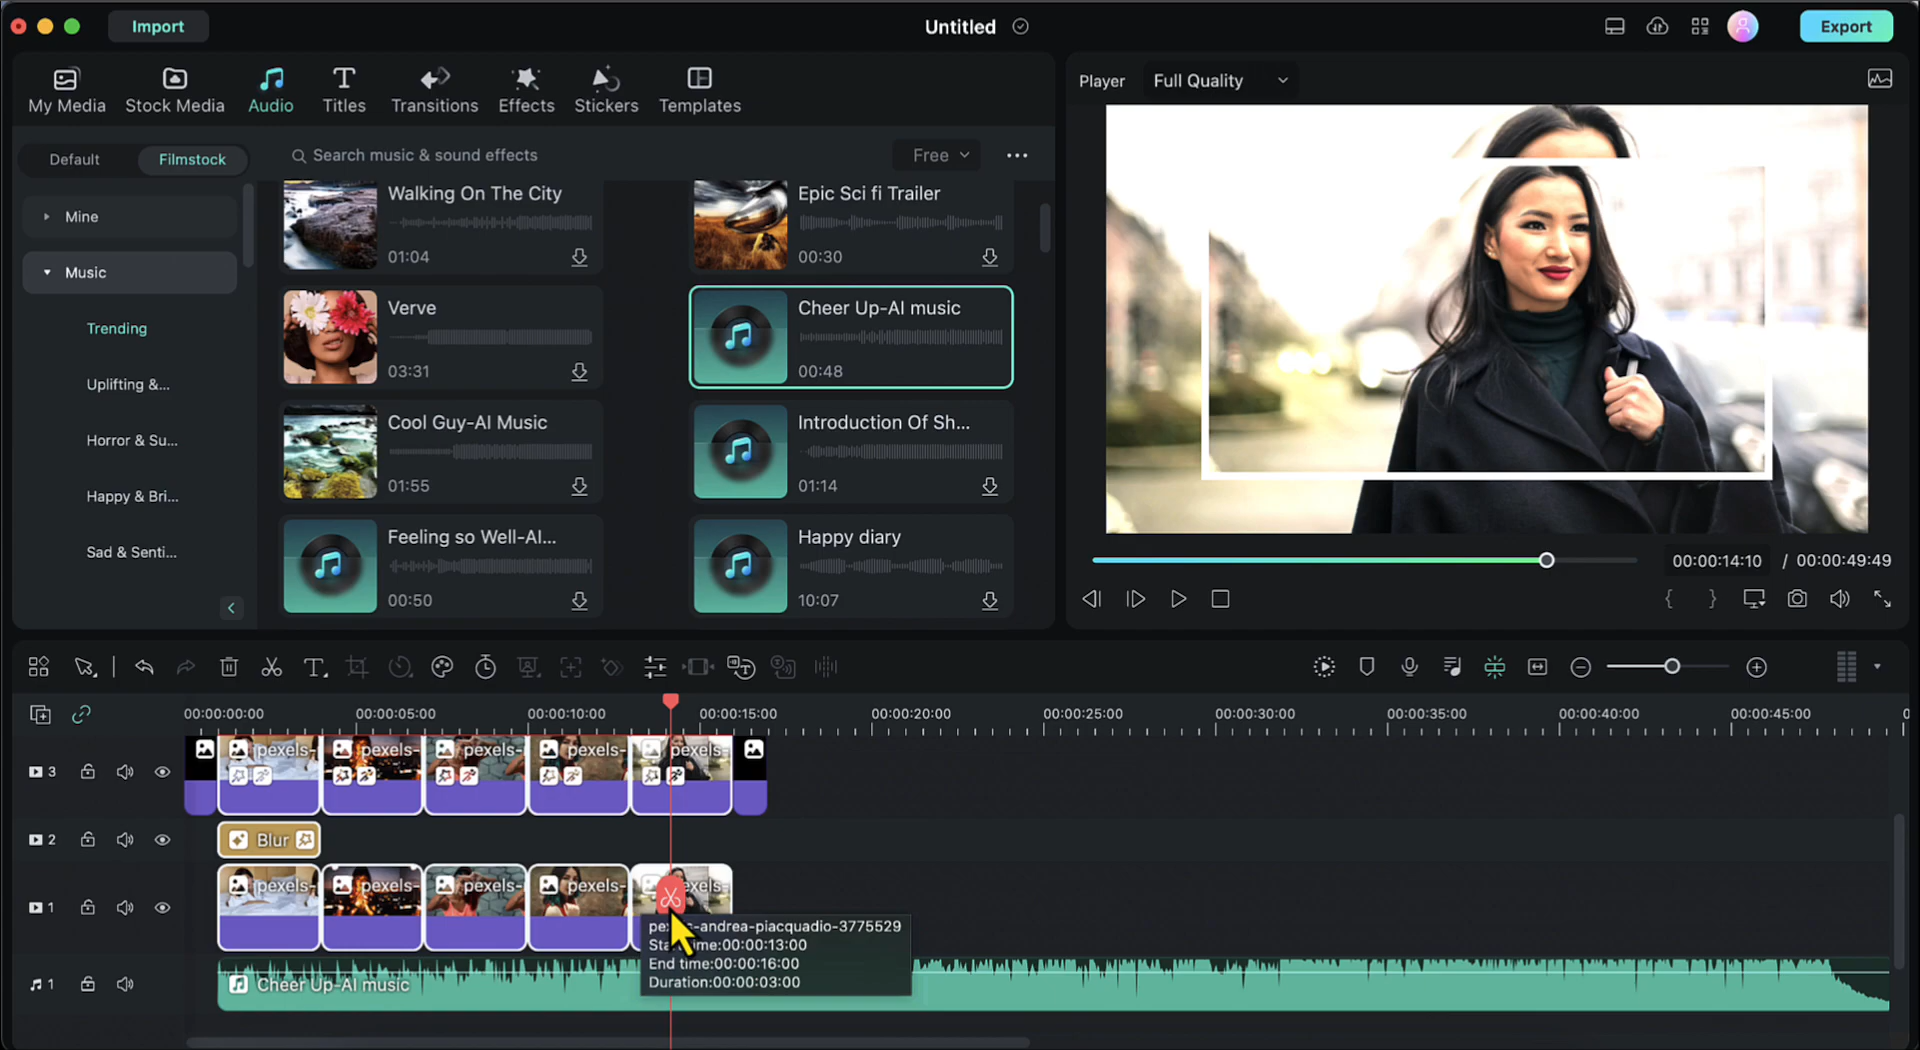 Import
Untitled
Export
My Media
Stock Media
Audio
Titles
Transitions
Effects
Stickers
Templates
Player
Full Quality
Default
Filmstock
Search music & sound effects
Free
Mine
Music
Trending
Uplifting &...
Horror & Su...
Happy & Bri...
Sad & Senti...
Walking On The City
01:04
Epic Sci fi Trailer
00:30
Verve
03:31
Cheer Up-AI music
00:48
Cool Guy-AI Music
01:55
Introduction Of Sh...
01:14
Feeling so Well-AI...
00:50
Happy diary
10:07
00:00:14:10 / 00:00:49:49
00:00:00:00
00:00:05:00
00:00:10:00
00:00:15:00
00:00:20:00
00:00:25:00
00:00:30:00
00:00:35:00
00:00:40:00
00:00:45:00
0
3
pexels-
pexels-
pexels-
pexels-
pexels-
2
Blur
1
pexels-
pexels-
pexels-
pexels-
exels-
-andrea-piacquadio-3775529
time:00:00:13:00
End time:00:00:16:00
Duration:00:00:03:00
1
Cheer Up-AI music